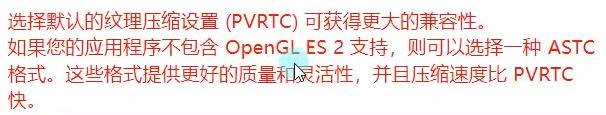 选择默认的纹理压缩设置 (PVRTC) 可获得更大的兼容性。
如果您的应用程序不包含 OpenGL ES 2 支持，则可以选择一种 ASTC
格式。这些格式提供更好的质量和灵活性，并且压缩速度比 PVRTC
快。